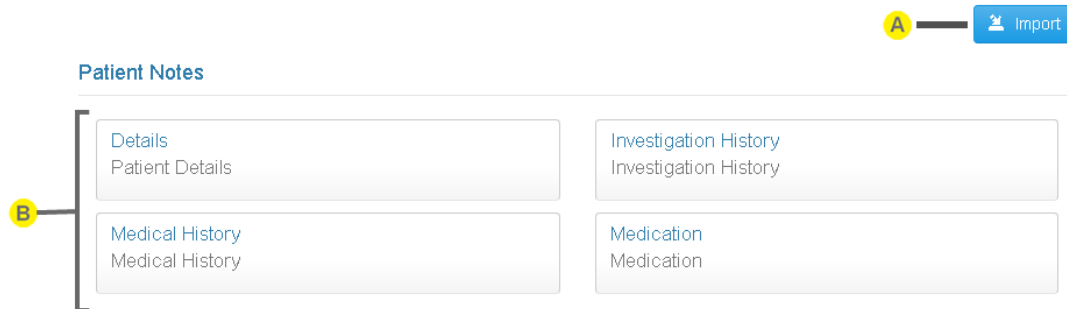 A
Import
Patient Notes
Details
Patient Details
Investigation History
Investigation History
B
Medical History
Medical History
Medication
Medication